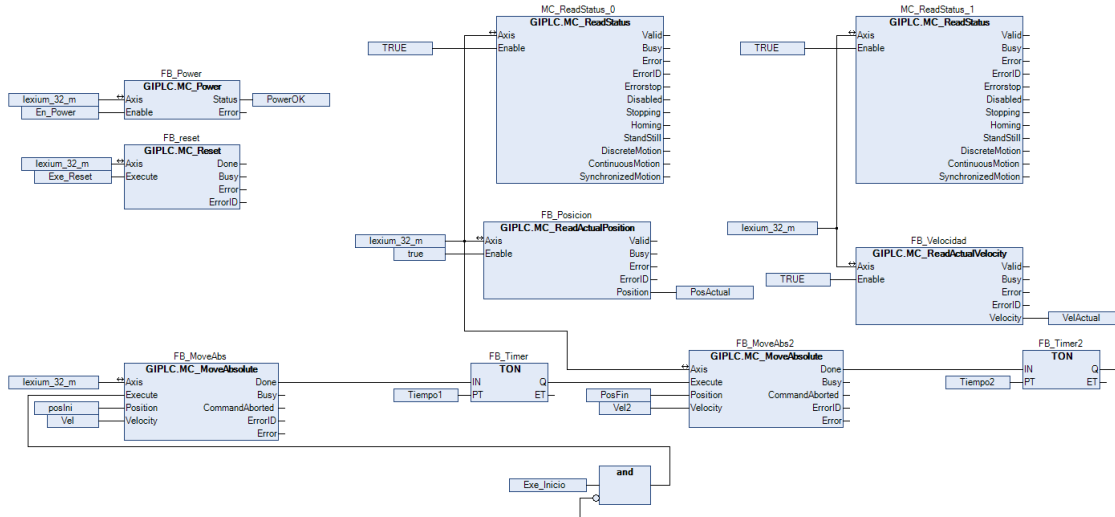 MC_ReadStatus_0
GIPLC.MC_ReadStatus
TRUE
Axis
Enable
Valid
Busy
Error
ErrorID
Errorstop
Disabled
Stopping
Homing
StandStill
DiscreteMotion
ContinuousMotion
SynchronizedMotion
MC_ReadStatus_1
GIPLC.MC_ReadStatus
TRUE
Axis
Enable
Valid
Busy
Error
ErrorID
Errorstop
Disabled
Stopping
Homing
StandStill
DiscreteMotion
ContinuousMotion
SynchronizedMotion
FB_Power
GIPLC.MC_Power
lexium_32_m
En_Power
Axis
Enable
Status
Error
PowerOK
FB_reset
GIPLC.MC_Reset
lexium_32_m
Exe_Reset
Axis
Execute
Done
Busy
Error
ErrorID
FB_Posicion
GIPLC.MC_ReadActualPosition
lexium_32_m
true
Axis
Enable
Valid
Busy
Error
ErrorID
Position
PosActual
lexium_32_m
FB_Velocidad
GIPLC.MC_ReadActualVelocity
TRUE
Axis
Enable
Valid
Busy
Error
ErrorID
Velocity
VelActual
FB_MoveAbs
GIPLC.MC_MoveAbsolute
lexium_32_m
posIni
Vel
Axis
Execute
Position
Velocity
Done
Busy
CommandAborted
ErrorID
Error
FB_Timer
TON
Tiempo1
IN
PT
Q
ET
FB_MoveAbs2
GIPLC.MC_MoveAbsolute
PosFin
Vel2
Axis
Execute
Position
Velocity
Done
Busy
CommandAborted
ErrorID
Error
FB_Timer2
TON
Tiempo2
IN
PT
Q
ET
and
Exe_Inicio